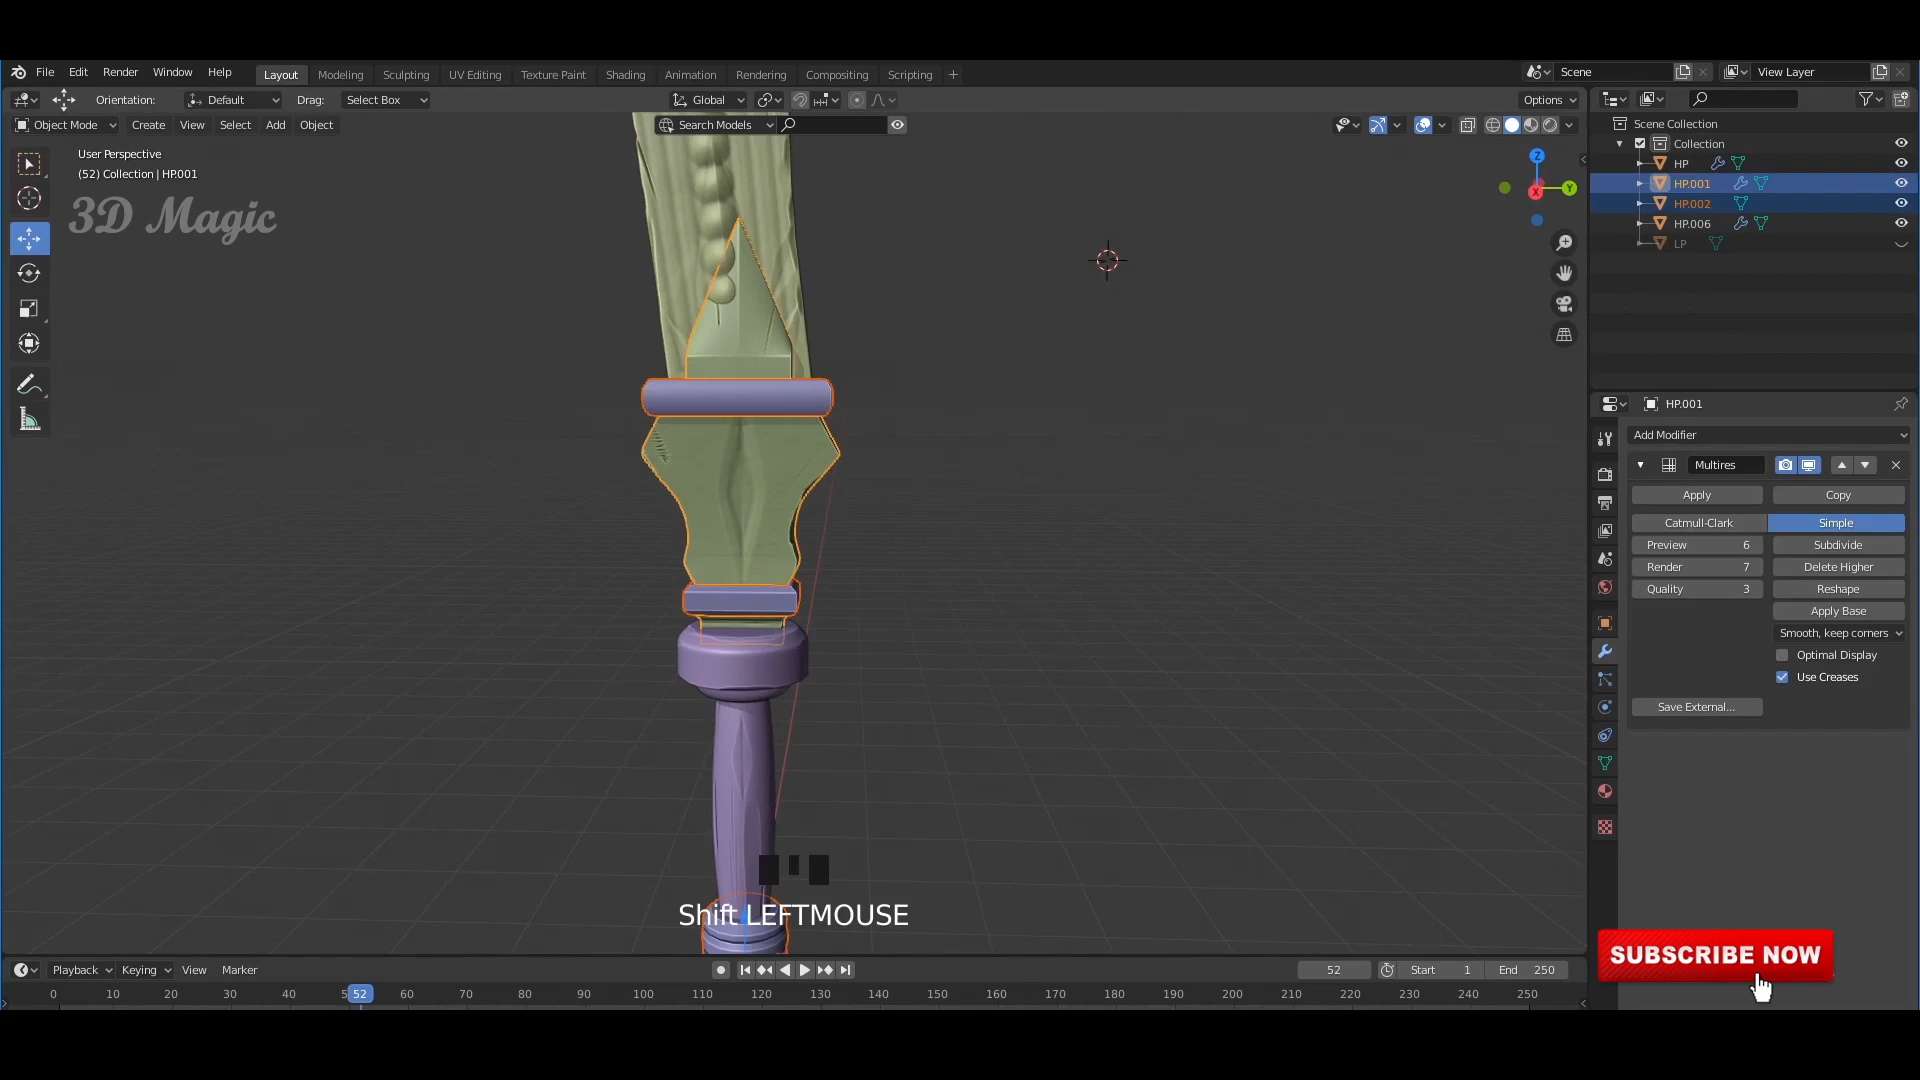 File Edit Render Window Help Layout Modeling Sculpting UV Editing Texture Paint Shading Animation Rendering Compositing Scripting + Scene View Layer
Orientation: Default Drag: Select Box Global Options
Object Mode Create View Select Add Object Search Models
User Perspective
(52) Collection | HP.001
3D Magic
Z
Y
X
Scene Collection
Collection
HP
HP.001
HP.002
HP.006
LP
HP.001
Add Modifier
Multires
Apply Copy
Catmull-Clark Simple
Preview 6 Subdivide
Render 7 Delete Higher
Quality 3 Reshape
Apply Base
Smooth, keep corners
Optimal Display
Use Creases
Save External...
Shift LEFTMOUSE
SUBSCRIBE NOW
Playback Keying View Marker 52 Start 1 End 250
0 10 20 30 40 52 60 70 80 90 100 110 120 130 140 150 160 170 180 190 200 210 220 230 240 250